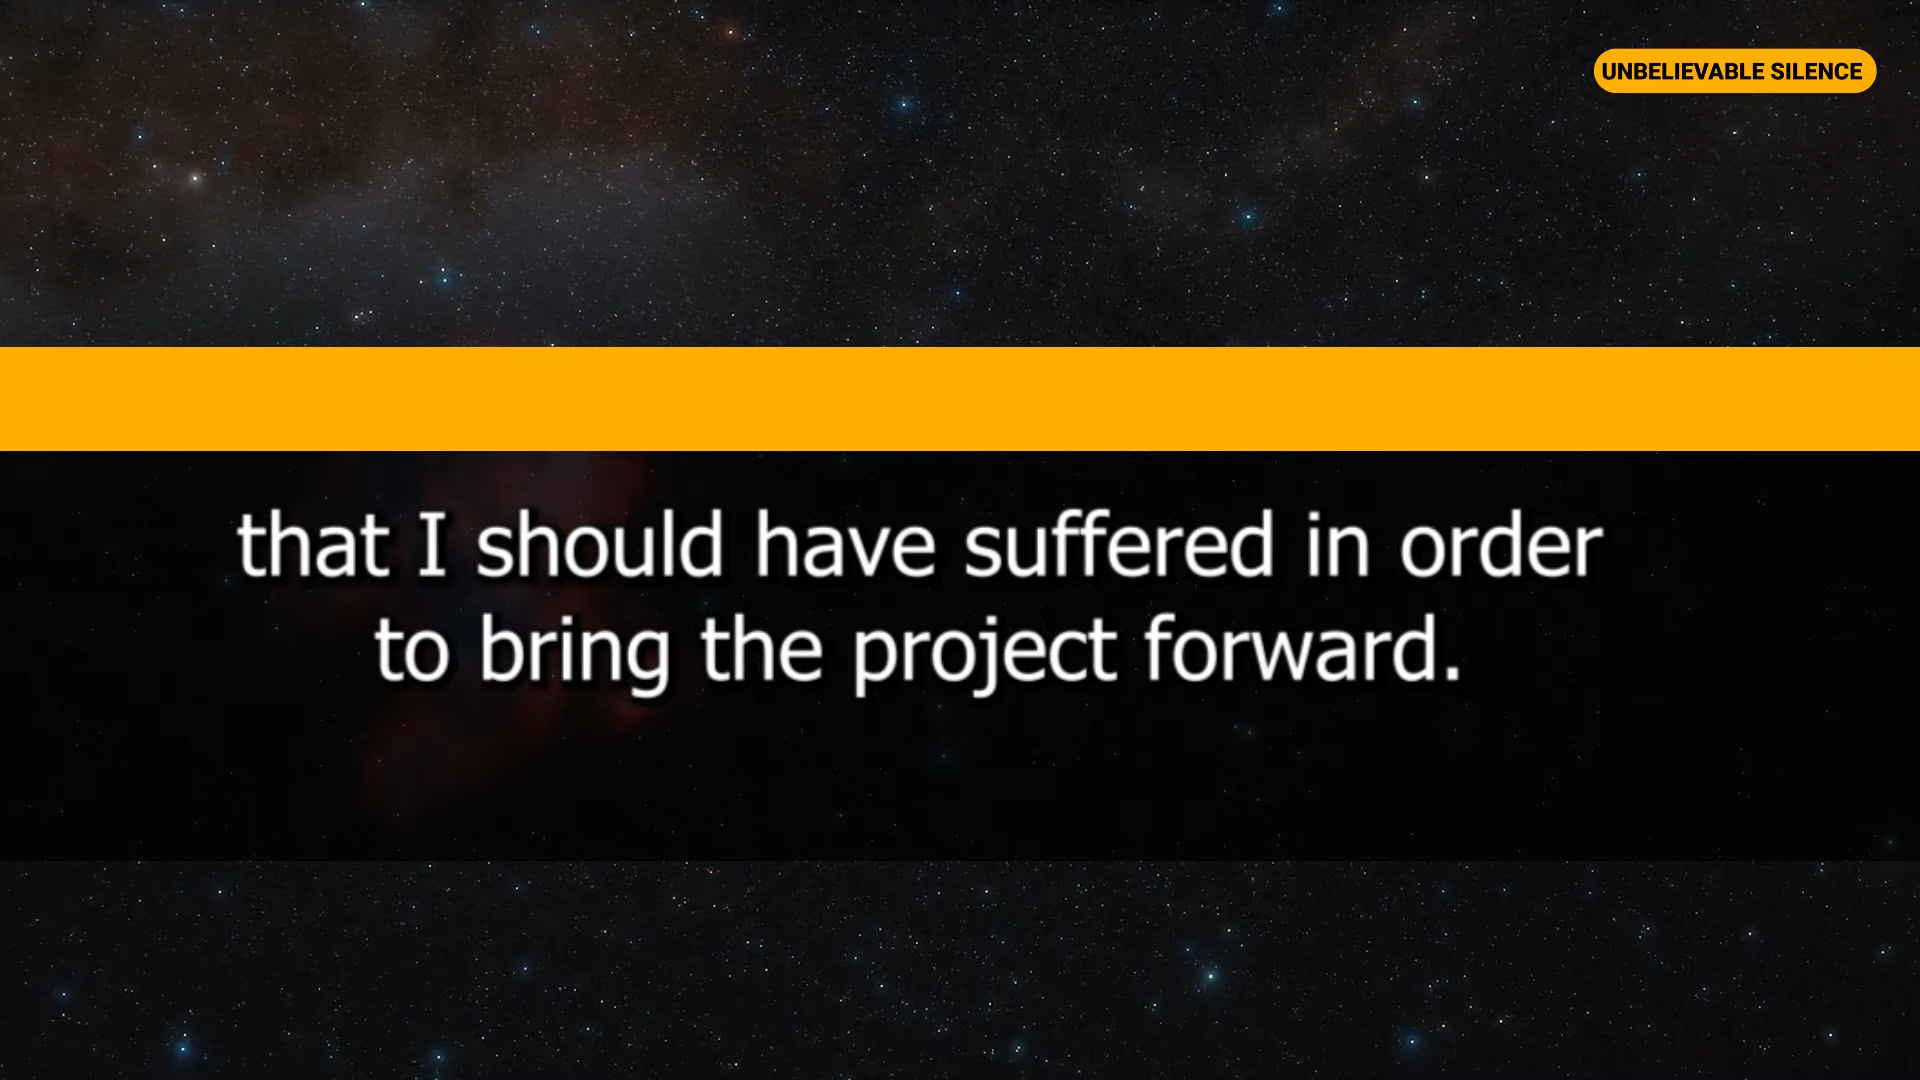 UNBELIEVABLE SILENCE
that I should have suffered in order
to bring the project forward.